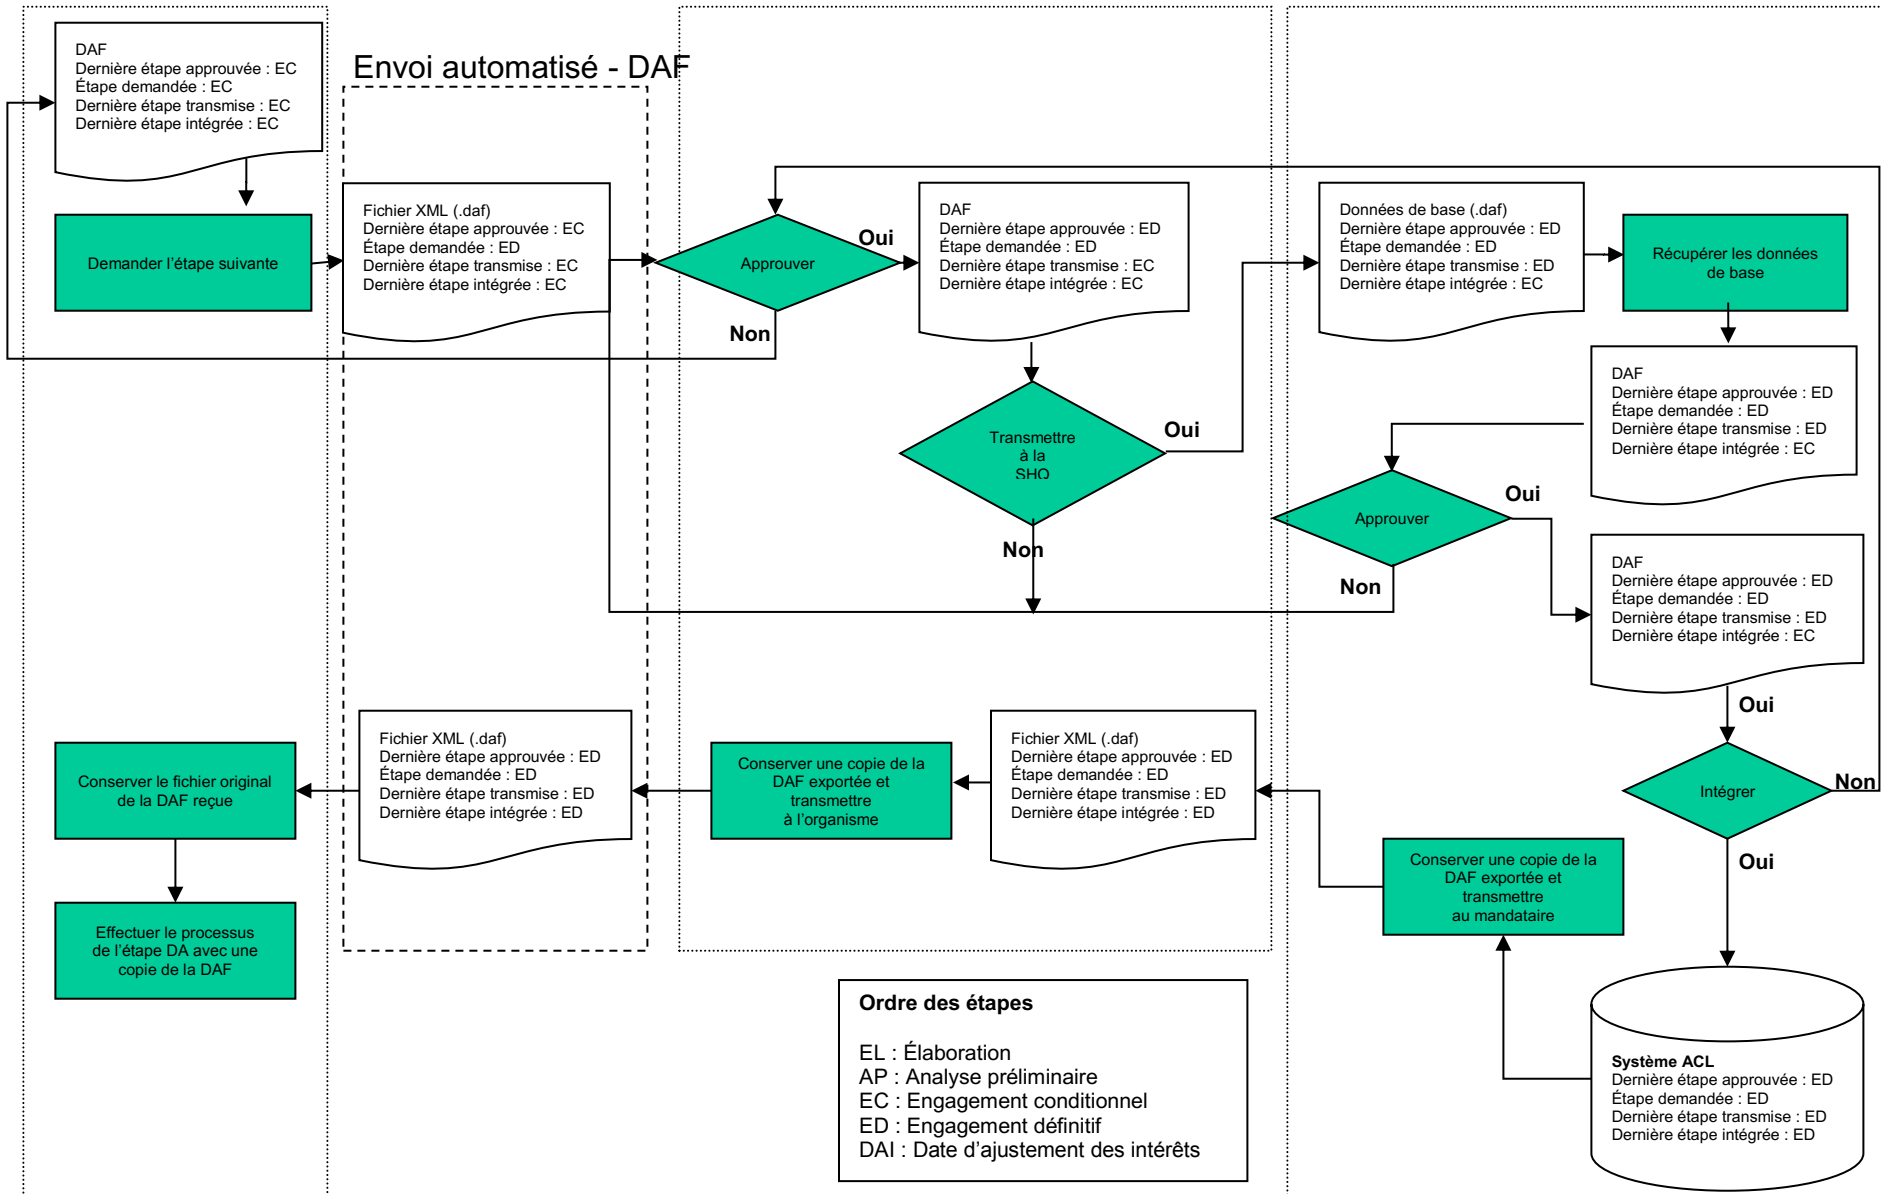 DAF
Dernière étape approuvée : EC
Étape demandée : EC
Dernière étape transmise : EC
Dernière étape intégrée : EC
Envoi automatisé - DAF
Demander l'étape suivante
Fichier XML (.daf)
Dernière étape approuvée : EC
Étape demandée : ED
Dernière étape transmise : EC
Dernière étape intégrée : EC
Approuver
Oui
Non
DAF
Dernière étape approuvée : ED
Étape demandée : ED
Dernière étape transmise : EC
Dernière étape intégrée : EC
Transmettre
à la
SHQ
Oui
Non
Données de base (.daf)
Dernière étape approuvée : ED
Étape demandée : ED
Dernière étape transmise : ED
Dernière étape intégrée : EC
Récupérer les données
de base
DAF
Dernière étape approuvée : ED
Étape demandée : ED
Dernière étape transmise : ED
Dernière étape intégrée : EC
Approuver
Oui
Non
DAF
Dernière étape approuvée : ED
Étape demandée : ED
Dernière étape transmise : ED
Dernière étape intégrée : EC
Oui
Intégrer
Non
Oui
Système ACL
Dernière étape approuvée : ED
Étape demandée : ED
Dernière étape transmise : ED
Dernière étape intégrée : ED
Conserver une copie de la
DAF exportée et
transmettre
au mandataire
Fichier XML (.daf)
Dernière étape approuvée : ED
Étape demandée : ED
Dernière étape transmise : ED
Dernière étape intégrée : ED
Conserver une copie de la
DAF exportée et
transmettre
à l'organisme
Fichier XML (.daf)
Dernière étape approuvée : ED
Étape demandée : ED
Dernière étape transmise : ED
Dernière étape intégrée : ED
Conserver le fichier original
de la DAF reçue
Effectuer le processus
de l'étape DA avec une
copie de la DAF
Ordre des étapes
EL : Élaboration
AP : Analyse préliminaire
EC : Engagement conditionnel
ED : Engagement définitif
DAI : Date d'ajustement des intérêts